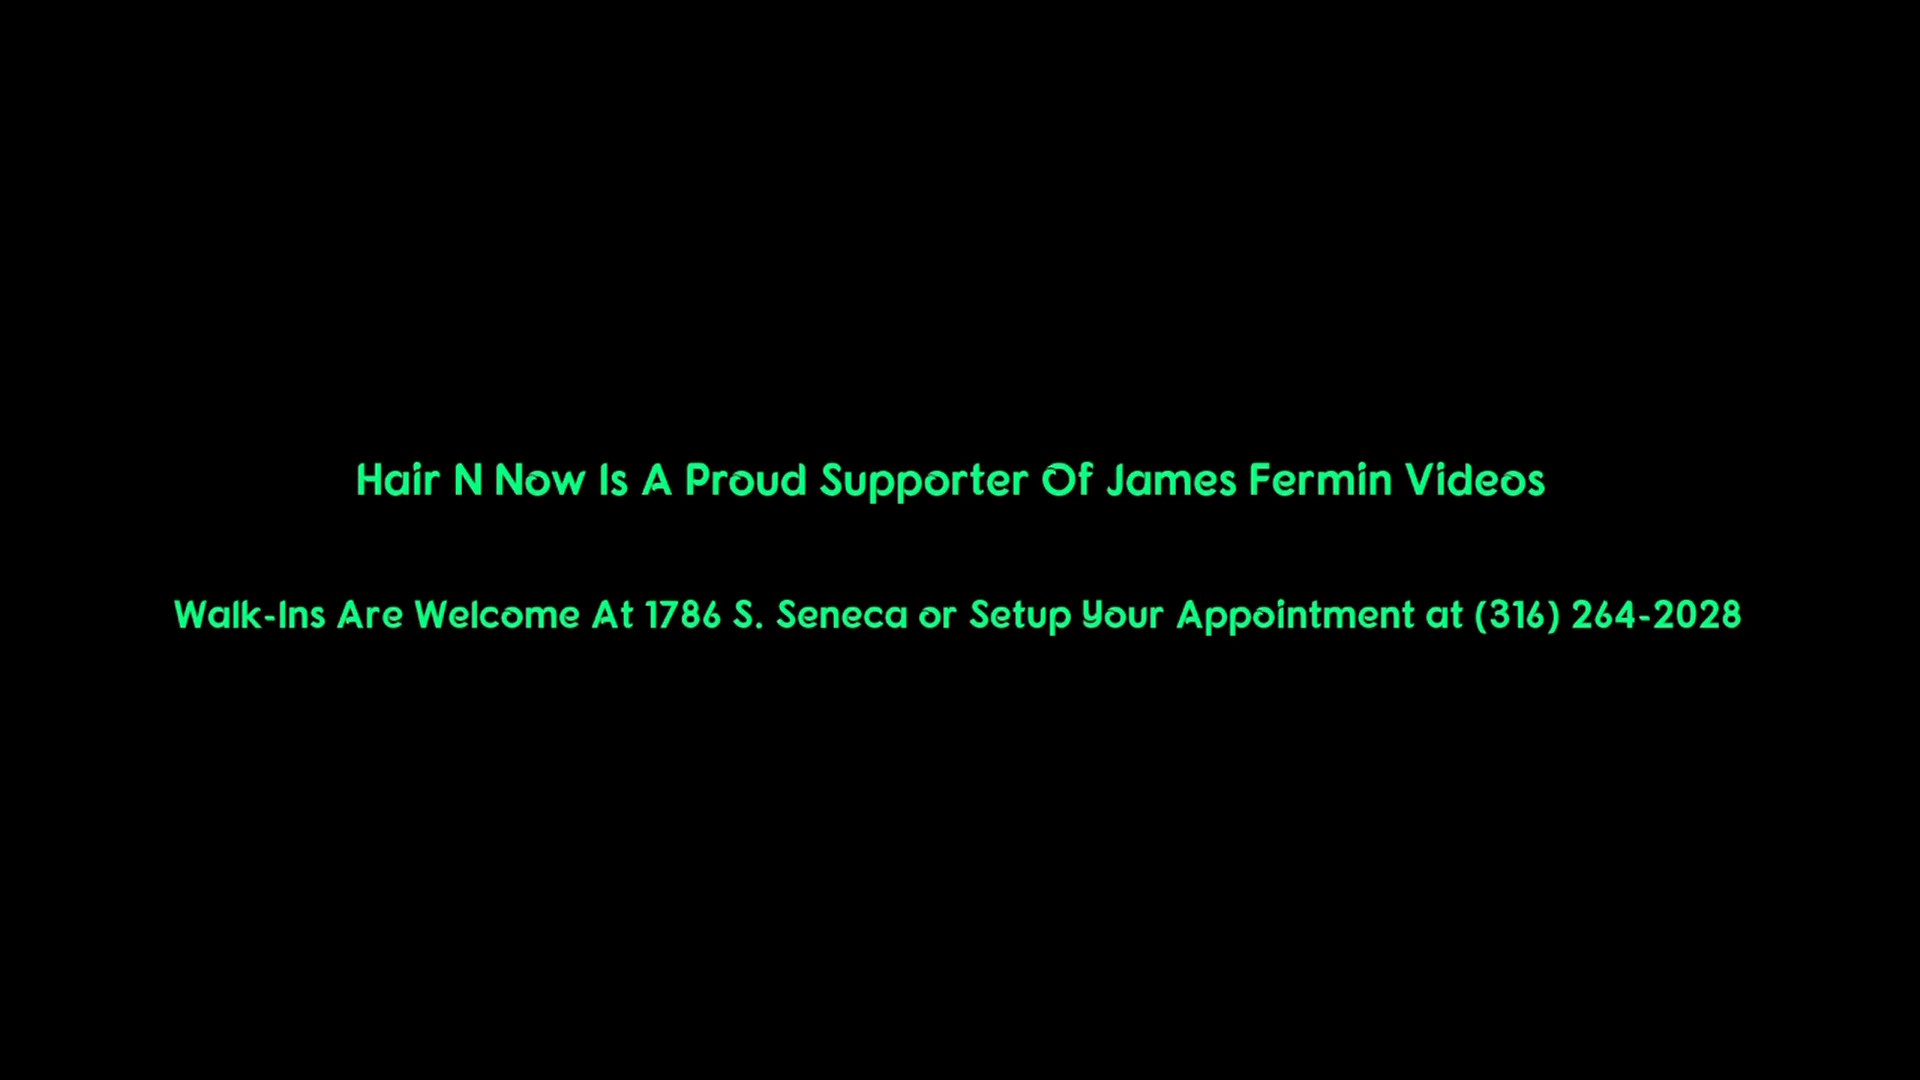 Hair N Now Is A Proud Supporter Of James Fermin Videos
Walk-Ins Are Welcome At 1786 S. Seneca or Setup Your Appointment at (316) 264-2028